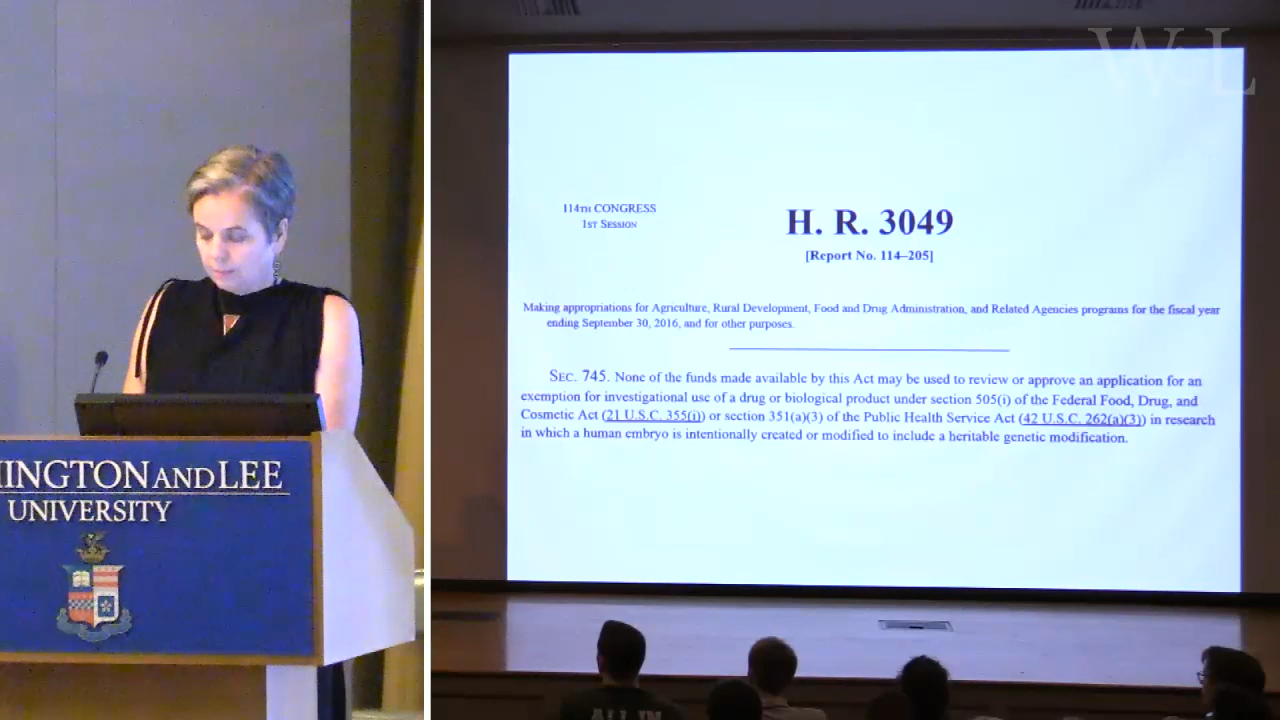 W&L
114TH CONGRESS
1ST SESSION
H. R. 3049
[Report No. 114–205]
Making appropriations for Agriculture, Rural Development, Food and Drug Administration, and Related Agencies programs for the fiscal year
ending September 30, 2016, and for other purposes.
SEC. 745. None of the funds made available by this Act may be used to review or approve an application for an
exemption for investigational use of a drug or biological product under section 505(i) of the Federal Food, Drug, and
Cosmetic Act (21 U.S.C. 355(i)) or section 351(a)(3) of the Public Health Service Act (42 U.S.C. 262(a)(3)) in research
in which a human embryo is intentionally created or modified to include a heritable genetic modification.
INGTON AND LEE
UNIVERSITY
ALL IN